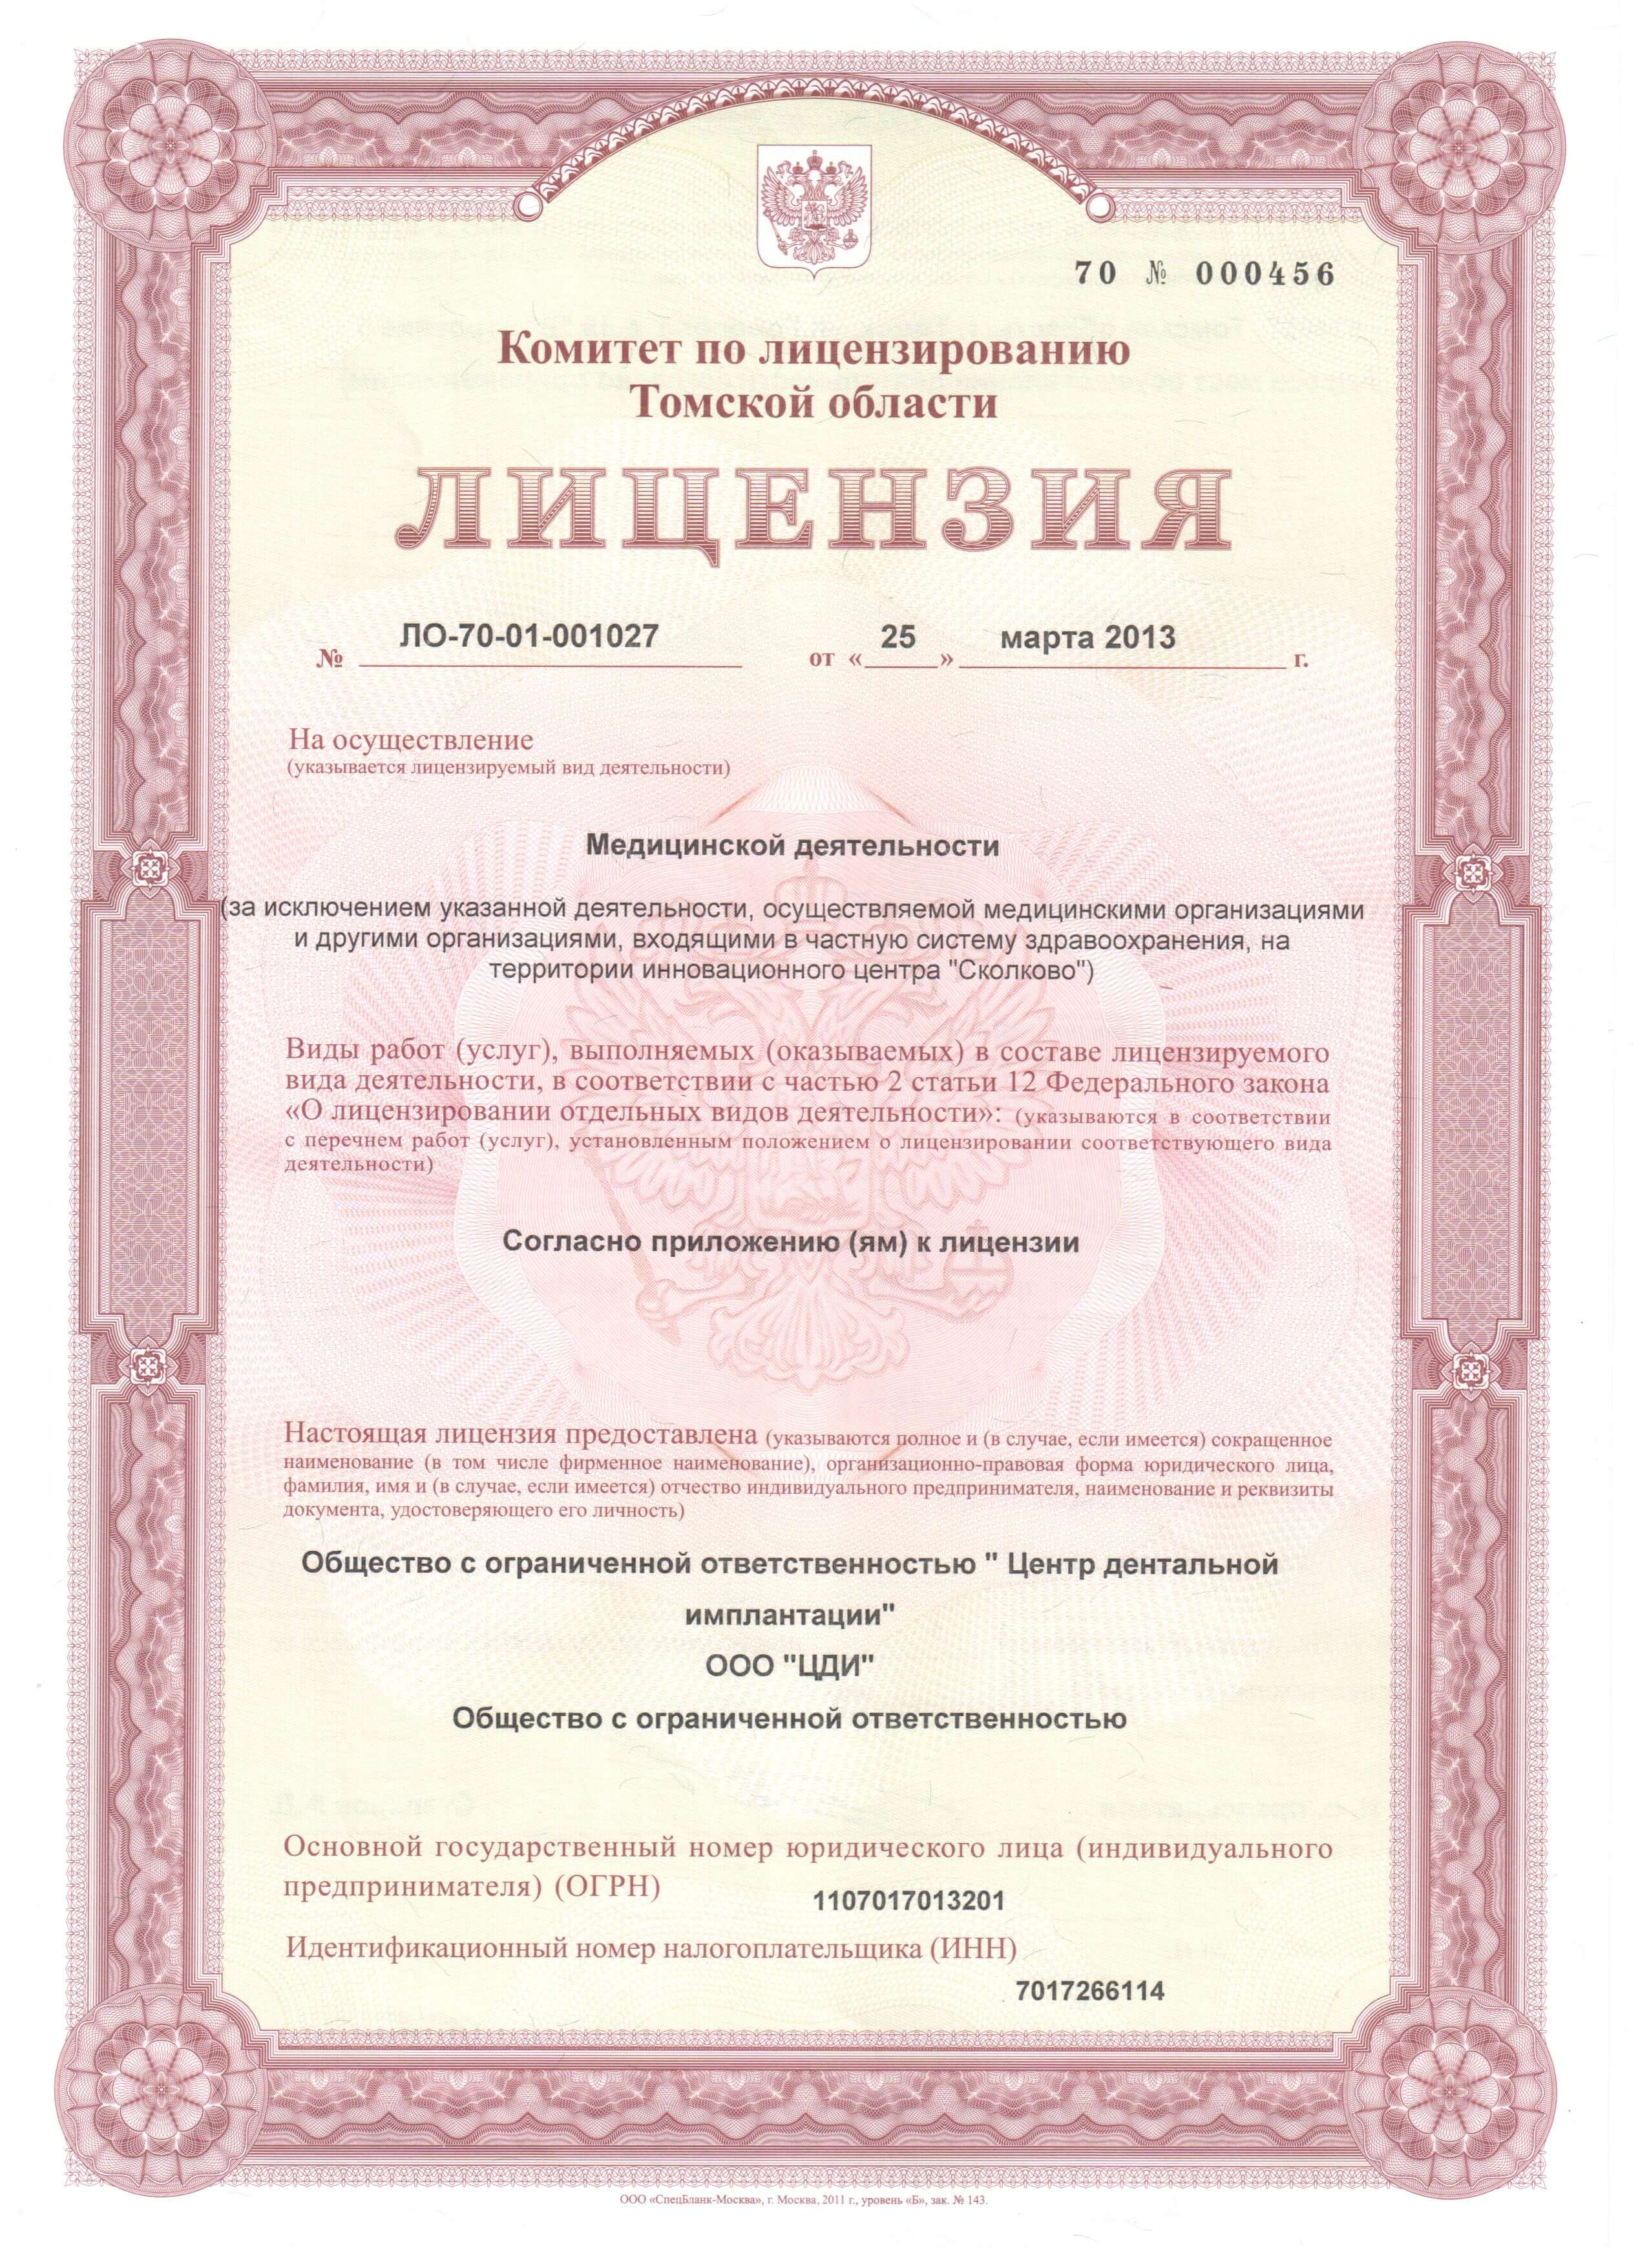 70 № 000456
Комитет по лицензированию
Томской области
ЛИЦЕНЗИЯ
№ ЛО-70-01-001027 от «25» марта 2013 г.
На осуществление
(указывается лицензируемый вид деятельности)
Медицинской деятельности
(за исключением указанной деятельности, осуществляемой медицинскими организациями
и другими организациями, входящими в частную систему здравоохранения, на
территории инновационного центра "Сколково")
Виды работ (услуг), выполняемых (оказываемых) в составе лицензируемого
вида деятельности, в соответствии с частью 2 статьи 12 Федерального закона
«О лицензировании отдельных видов деятельности»: (указываются в соответствии
с перечнем работ (услуг), установленным положением о лицензировании соответствующего вида
деятельности)
Согласно приложению (ям) к лицензии
Настоящая лицензия предоставлена (указываются полное и (в случае, если имеется) сокращенное
наименование (в том числе фирменное наименование), организационно-правовая форма юридического лица,
фамилия, имя и (в случае, если имеется) отчество индивидуального предпринимателя, наименование и реквизиты
документа, удостоверяющего его личность)
Общество с ограниченной ответственностью " Центр дентальной
имплантации"
ООО "ЦДИ"
Общество с ограниченной ответственностью
Основной государственный номер юридического лица (индивидуального
предпринимателя) (ОГРН) 1107017013201
Идентификационный номер налогоплательщика (ИНН)
7017266114
ООО «СпецБланк-Москва», г. Москва, 2011 г., уровень «Б», зак. № 143.